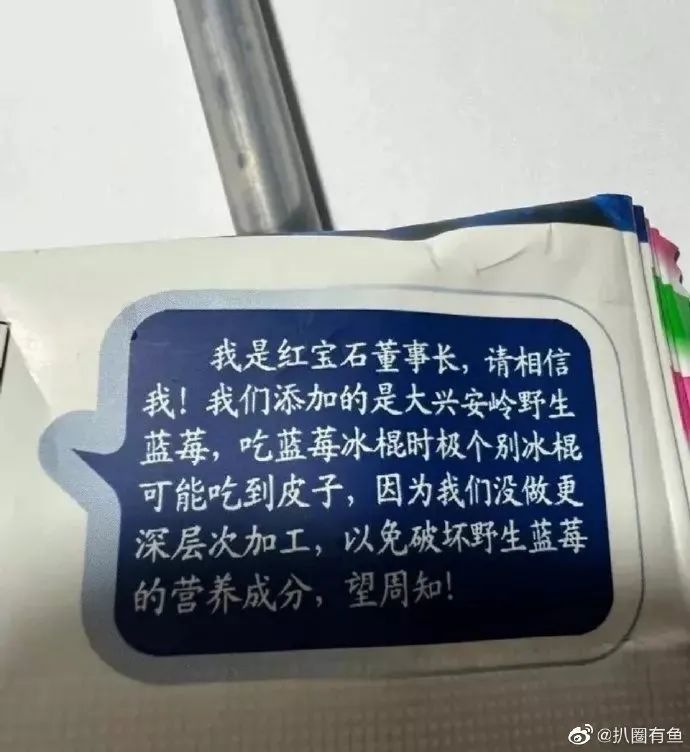 我是红宝石董事长，请相信
我！我们添加的是大兴安岭野生
蓝莓，吃蓝莓冰棍时极个别冰棍
可能吃到皮子，因为我们没做更
深层次加工，以免破坏野生蓝莓
的营养成分，望周知！
@扒圈有鱼